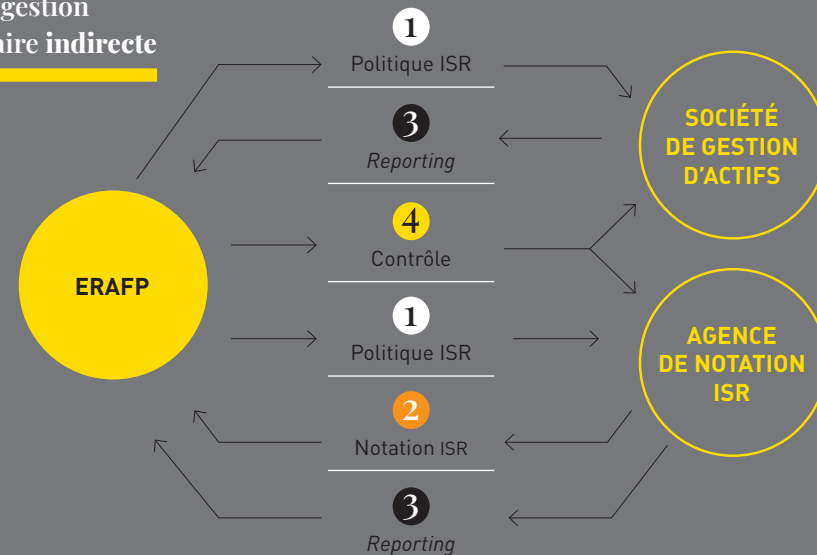 gestion
aire indirecte
1
Politique ISR
3
Reporting
4
Contrôle
1
Politique ISR
2
Notation ISR
3
Reporting
ERAFP
SOCIÉTÉ
DE GESTION
D’ACTIFS
AGENCE
DE NOTATION
ISR